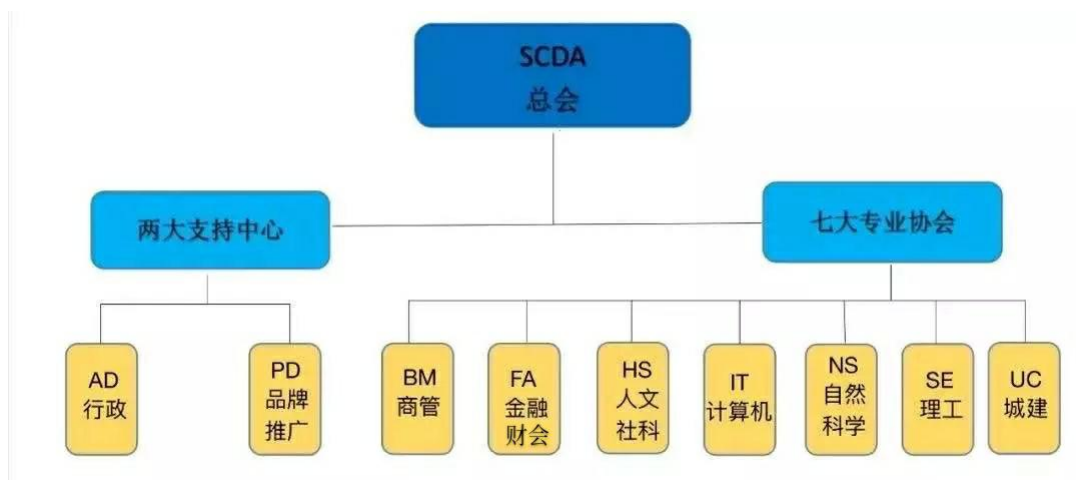 SCDA
总会
两大支持中心
七大专业协会
AD
行政
PD
品牌
推广
BM
商管
FA
金融
财会
HS
人文
社科
IT
计算机
NS
自然
科学
SE
理工
UC
城建